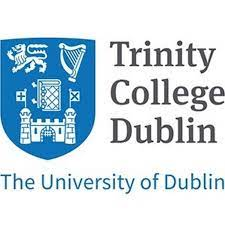 Trinity
College
Dublin
The University of Dublin